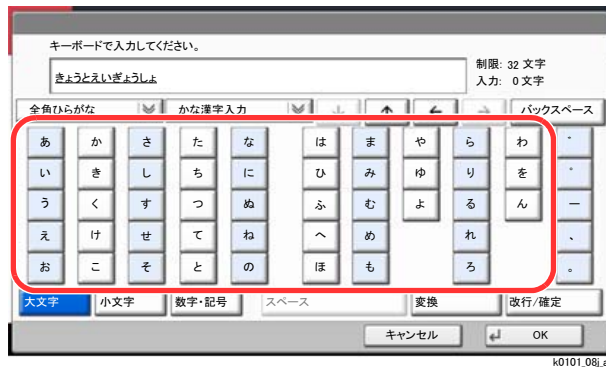 キーボードで入力してください。
制限: 32 文字
きょうとえいぎょうしょ
入力: 0 文字
全角ひらがな かな漢字入力 ↓ ↑ ← → バックスペース
あ か さ た な は ま や ら わ ゛
い き し ち に ひ み ゆ り を ゜
う く す つ ぬ ふ む よ る ん ー
え け せ て ね へ め れ 、
お こ そ と の ほ も ろ 。
大文字 小文字 数字・記号 スペース 変換 改行/確定
キャンセル OK
k0101_08j_a